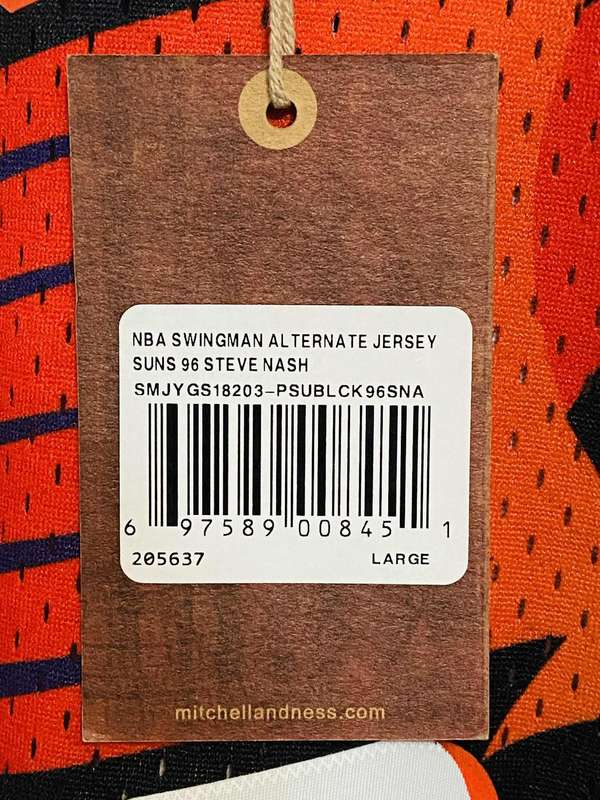 NBA SWINGMAN ALTERNATE JERSEY
SUNS 96 STEVE NASH
SMJYGS18203-PSUBLCK96SNA
6 97589 00845 1
205637 LARGE
mitchellandness.com